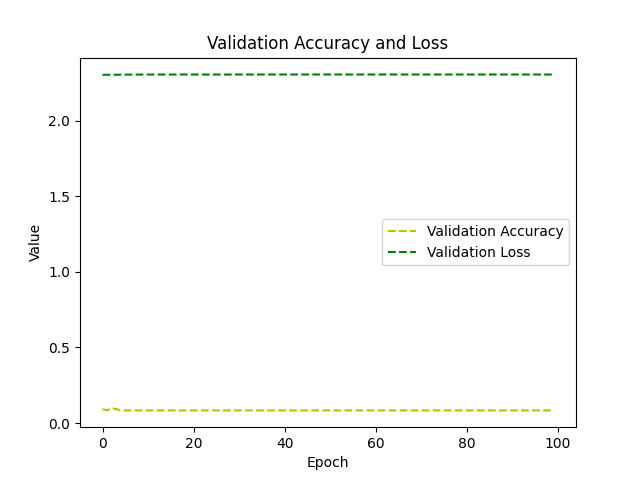 Validation Accuracy and Loss
2.0
1.5
1.0
0.5
0.0
Value
Validation Accuracy
Validation Loss
0 20 40 60 80 100
Epoch